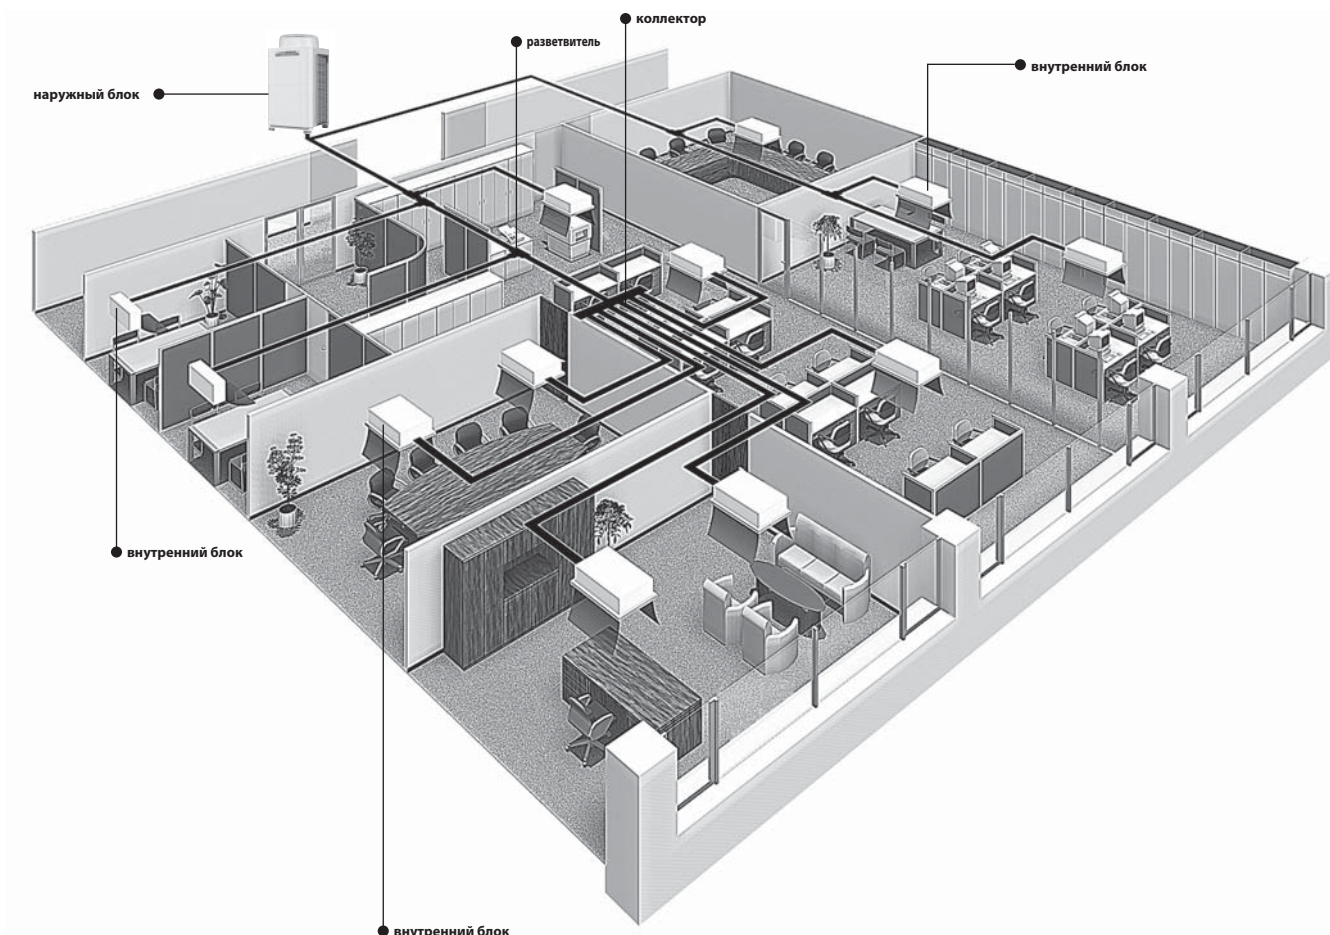 коллектор
разветвитель
внутренний блок
наружный блок
внутренний блок
внутренний блок